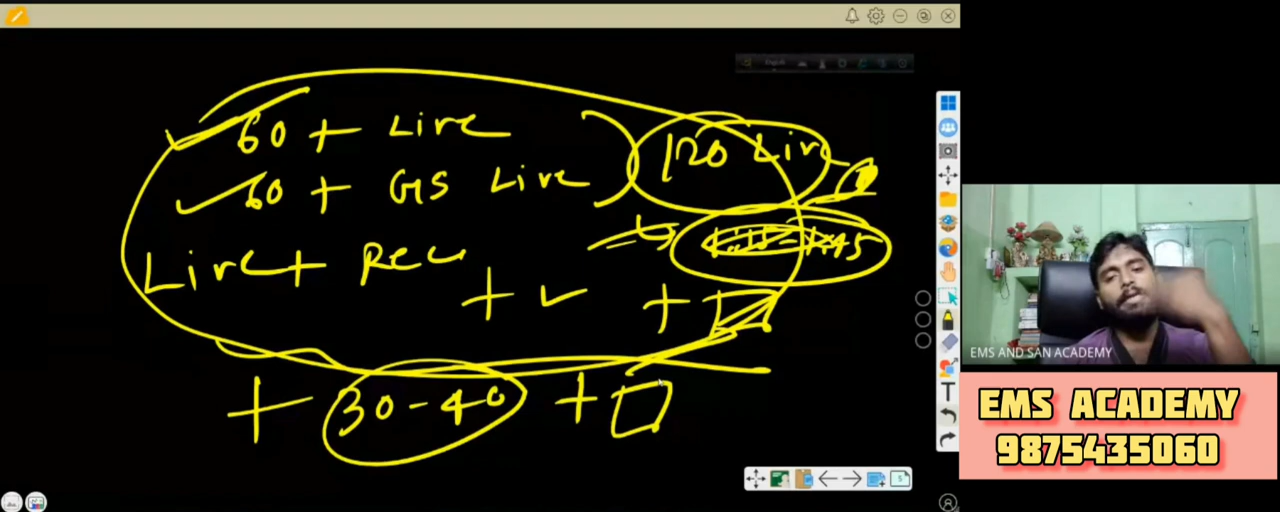 60 + Live
120 Live
60 + GS Live
Live + Rec
+ ✓ +
+ 30-40 +
EMS AND SAN ACADEMY
EMS ACADEMY
9875435060
T